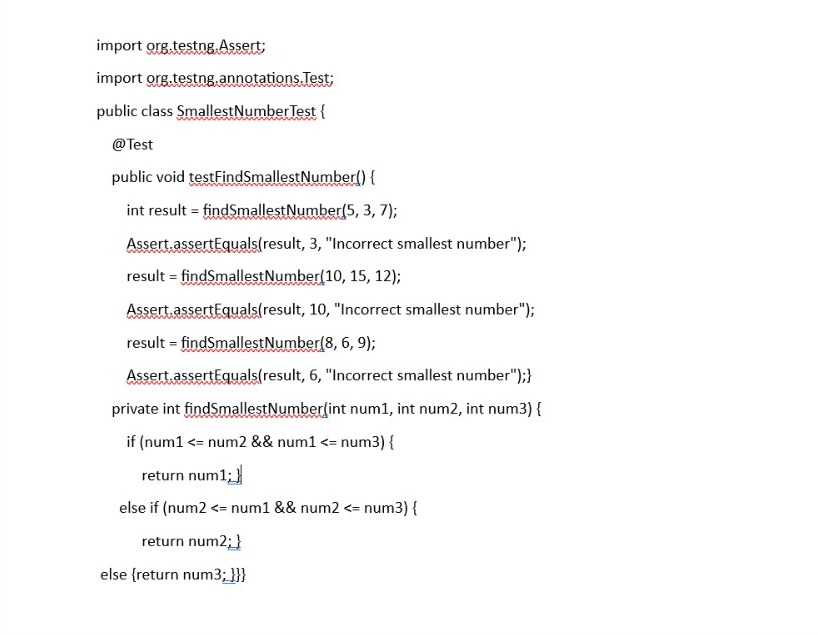 import org.testng.Assert;
import org.testng.annotations.Test;
public class SmallestNumberTest {
@Test
public void testFindSmallestNumber() {
int result = findSmallestNumber(5, 3, 7);
Assert.assertEquals(result, 3, "Incorrect smallest number");
result = findSmallestNumber(10, 15, 12);
Assert.assertEquals(result, 10, "Incorrect smallest number");
result = findSmallestNumber(8, 6, 9);
Assert.assertEquals(result, 6, "Incorrect smallest number");}
private int findSmallestNumber(int num1, int num2, int num3) {
if (num1 <= num2 && num1 <= num3) {
return num1; }
else if (num2 <= num1 && num2 <= num3) {
return num2; }
else {return num3; }}}